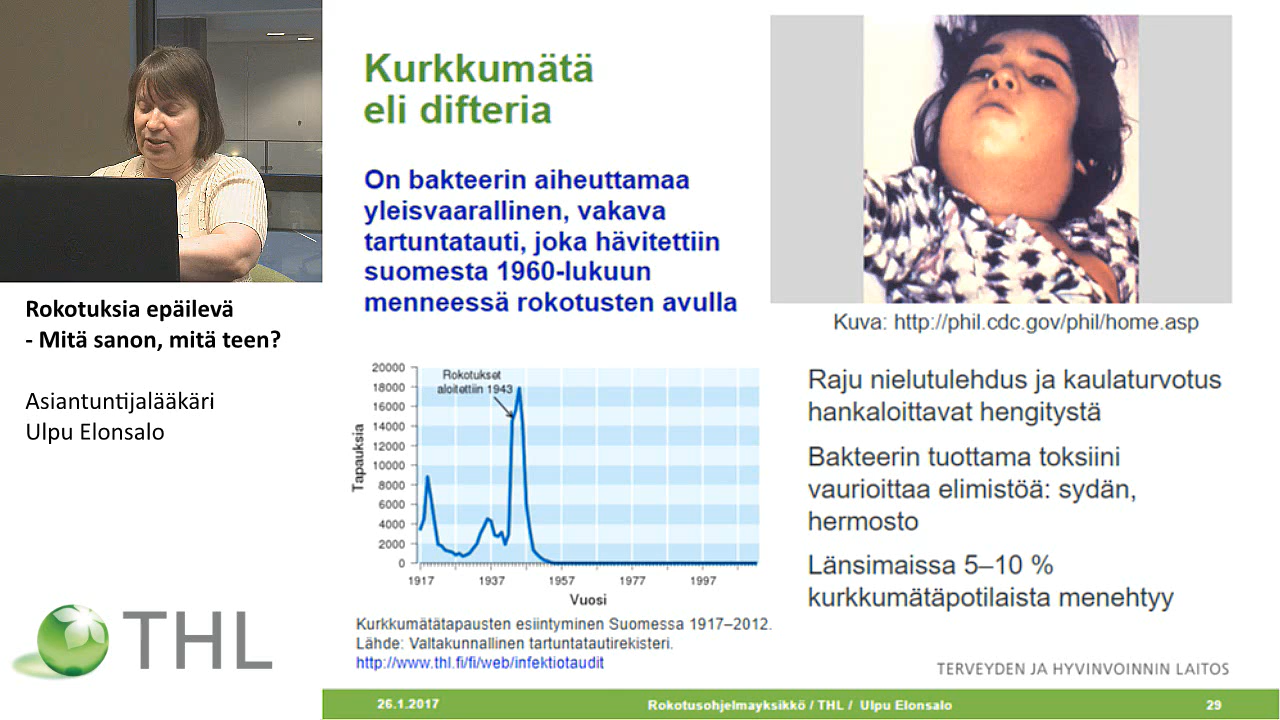 Kurkkumätä
eli difteria
On bakteerin aiheuttamaa
yleisvaarallinen, vakava
tartuntatauti, joka hävitettiin
suomesta 1960-lukuun
menneessä rokotusten avulla
Kuva: http://phil.cdc.gov/phil/home.asp
Rokotuksia epäilevä
- Mitä sanon, mitä teen?
Asiantuntijalääkäri
Ulpu Elonsalo
Rokotukset
aloitettiin 1943
Tapauksia
20000
18000
16000
14000
12000
10000
8000
6000
4000
2000
0
1917
1937
1957
1977
1997
Vuosi
Kurkkumätätapausten esiintyminen Suomessa 1917–2012.
Lähde: Valtakunnallinen tartuntatautirekisteri.
http://www.thl.fi/fi/web/infektiotaudit
Raju nielutulehdus ja kaulaturvotus
hankaloittavat hengitystä
Bakteerin tuottama toksiini
vaurioittaa elimistöä: sydän,
hermosto
Länsimaissa 5–10 %
kurkkumätäpotilaista menehtyy
THL
TERVEYDEN JA HYVINVOINNIN LAITOS
26.1.2017
Rokotusohjelmayksikkö / THL / Ulpu Elonsalo
29